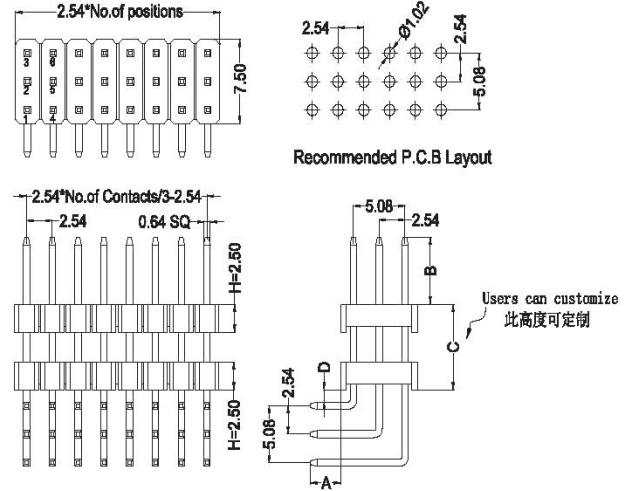 2.54*No.of positions
3 6
2 5
1 4
7.50
2.54
Ø1.02
2.54
5.08
Recommended P.C.B Layout
2.54*No.of Contacts/3-2.54
2.54
0.64 SQ
H=2.50
H=2.50
5.08
2.54
B
C
D
2.54
5.08
A
Users can customize
此高度可定制